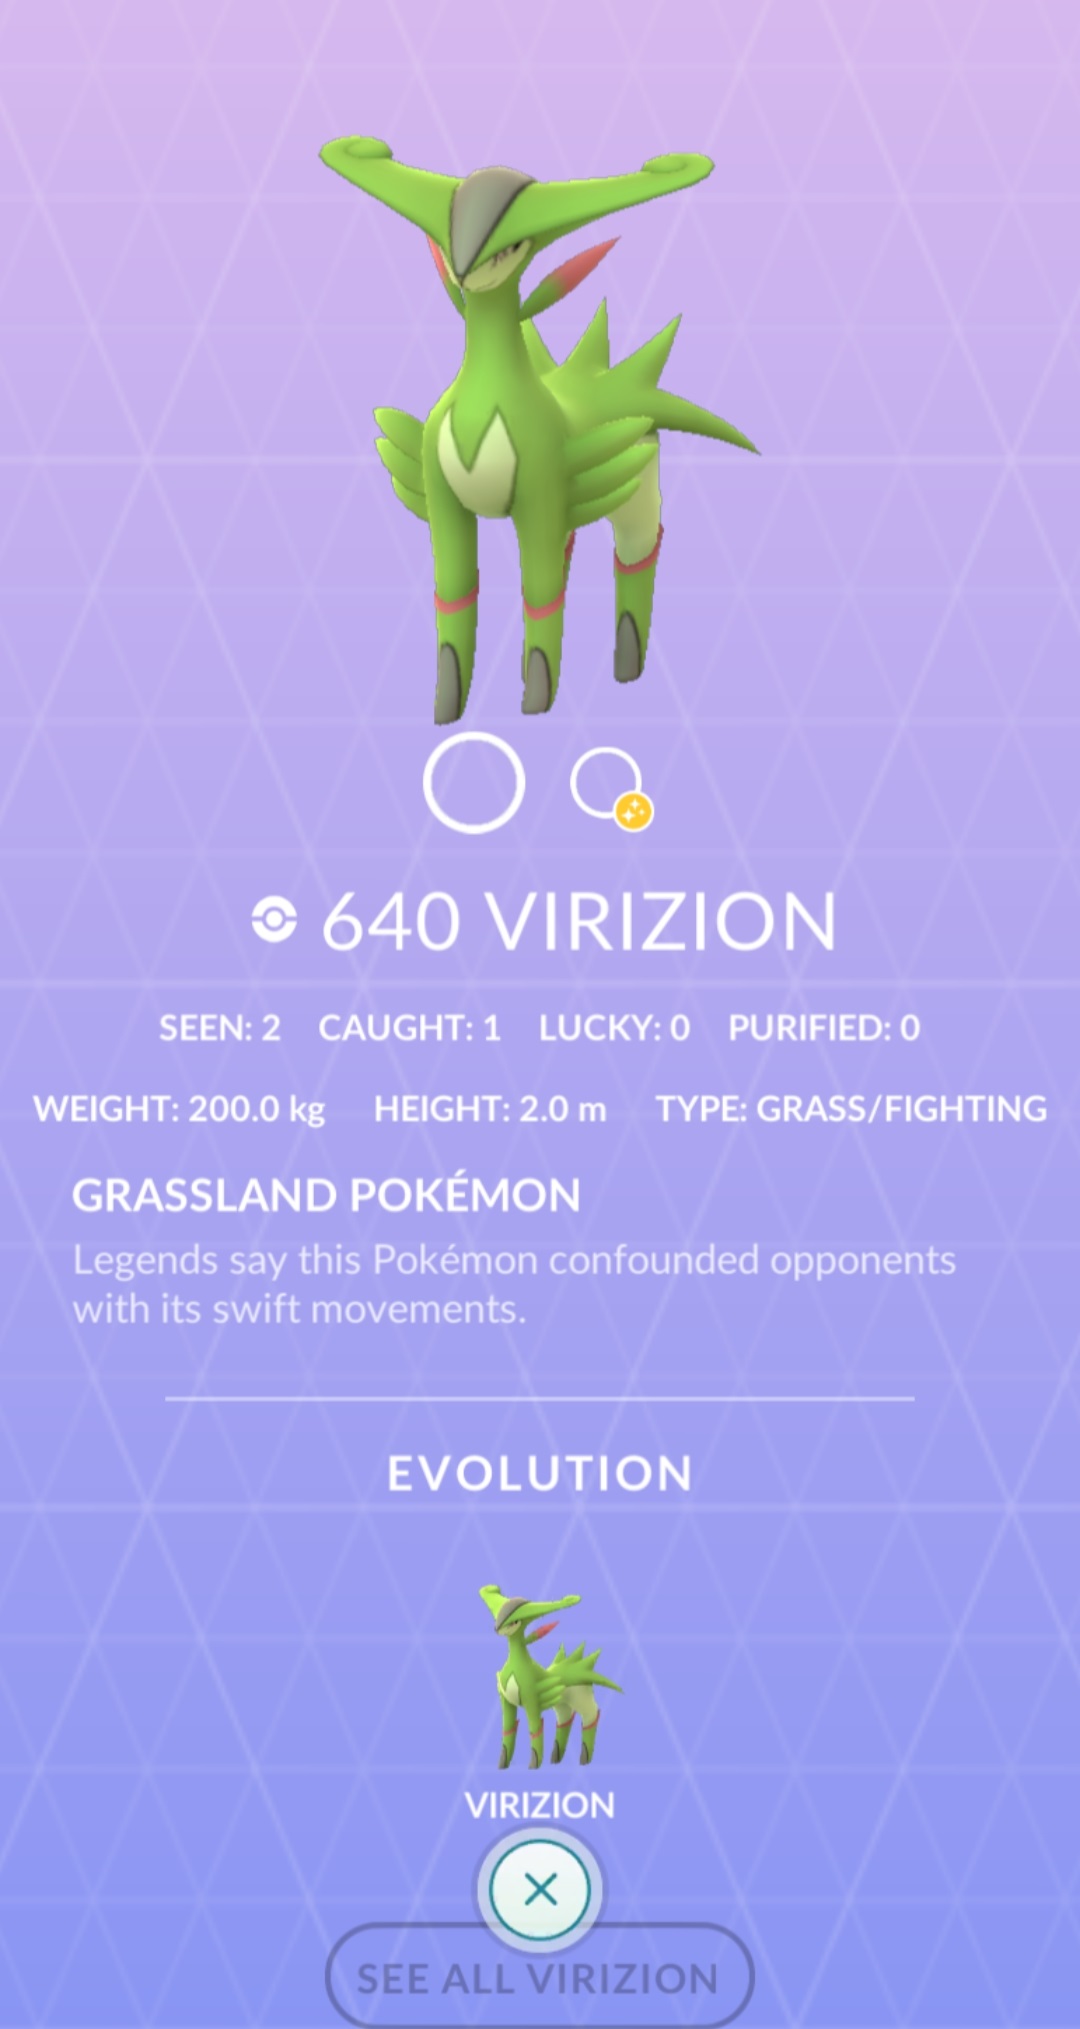 640 VIRIZION
SEEN: 2 CAUGHT: 1 LUCKY: 0 PURIFIED: 0
WEIGHT: 200.0 kg HEIGHT: 2.0 m TYPE: GRASS/FIGHTING
GRASSLAND POKÉMON
Legends say this Pokémon confounded opponents
with its swift movements.
EVOLUTION
VIRIZION
SEE ALL VIRIZION